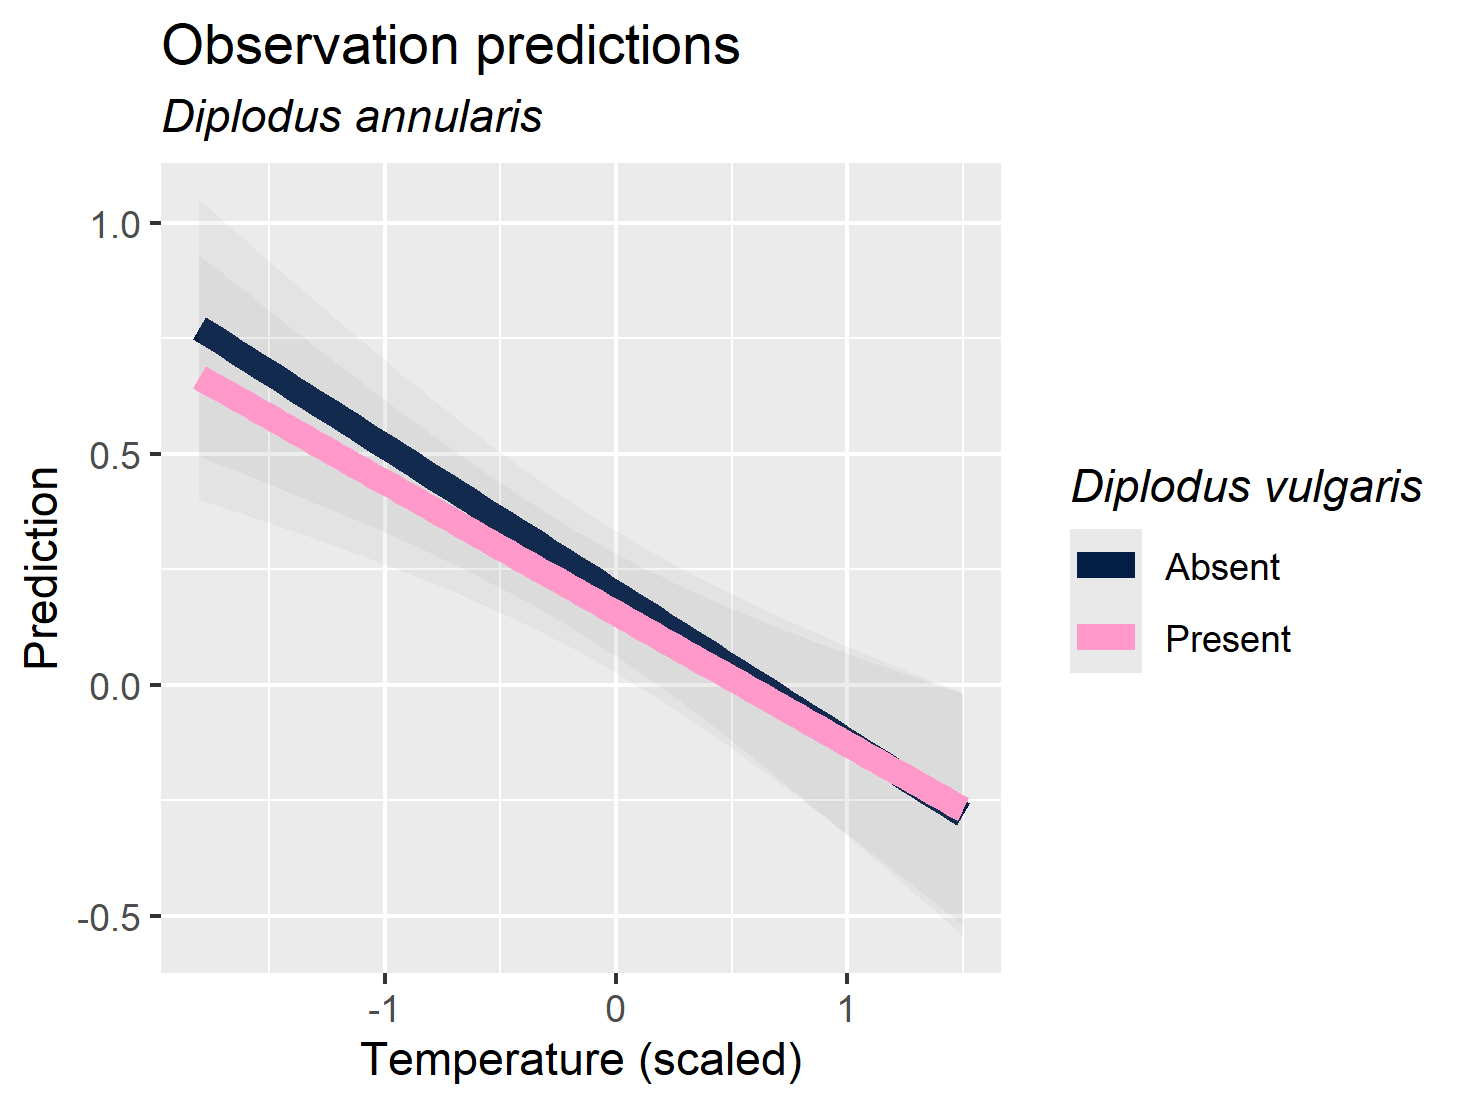 Observation predictions
Diplodus annularis
1.0
0.5
0.0
-0.5
Prediction
-1
0
1
Temperature (scaled)
Diplodus vulgaris
Absent
Present